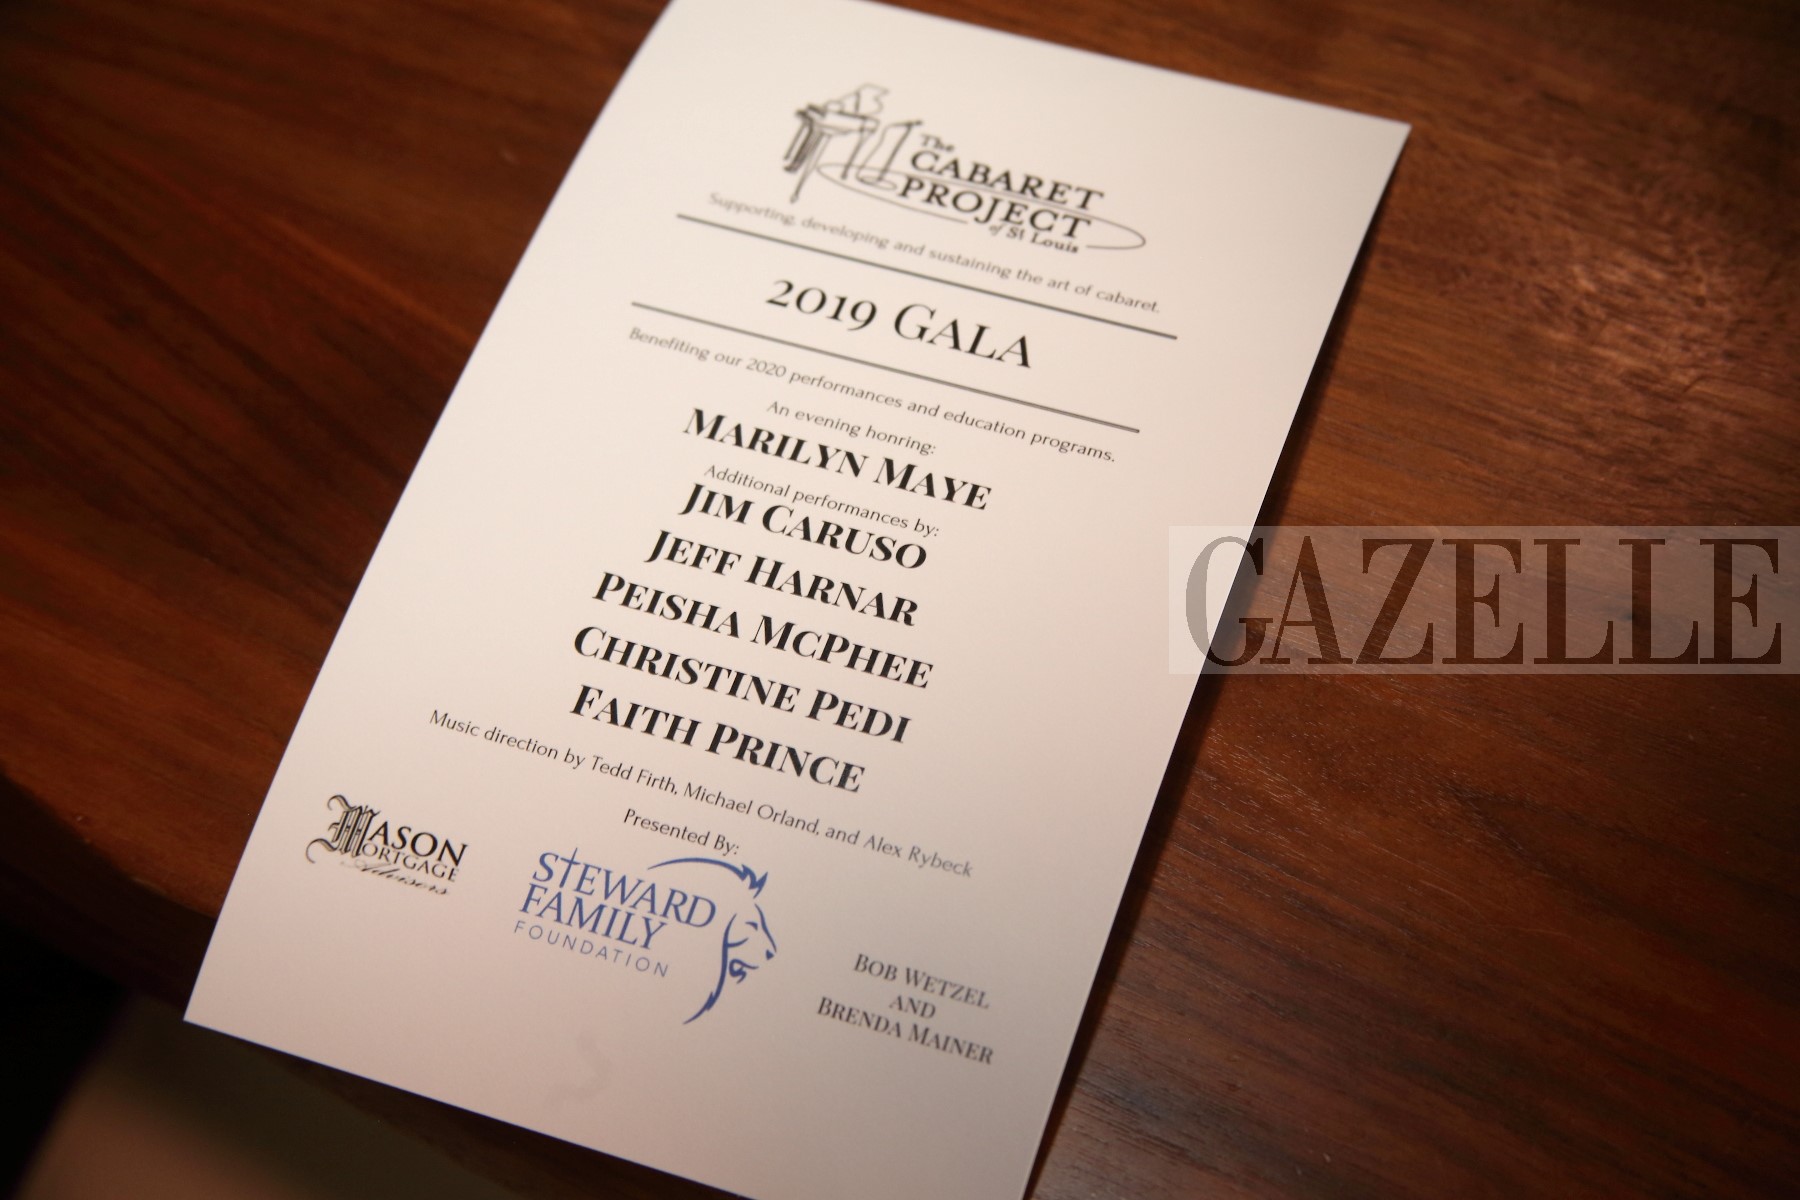 The
CABARET
PROJECT
of St Louis
Supporting, developing and sustaining the art of cabaret.
2019 GALA
Benefiting our 2020 performances and education programs.
An evening honring:
MARILYN MAYE
Additional performances by:
JIM CARUSO
JEFF HARNAR
PEISHA MCPHEE
CHRISTINE PEDI
FAITH PRINCE
Music direction by Tedd Firth, Michael Orland, and Alex Rybeck
Presented By:
MASON
MORTGAGE
Advisors
STEWARD
FAMILY
FOUNDATION
BOB WETZEL
AND
BRENDA MAINER
GAZELLE